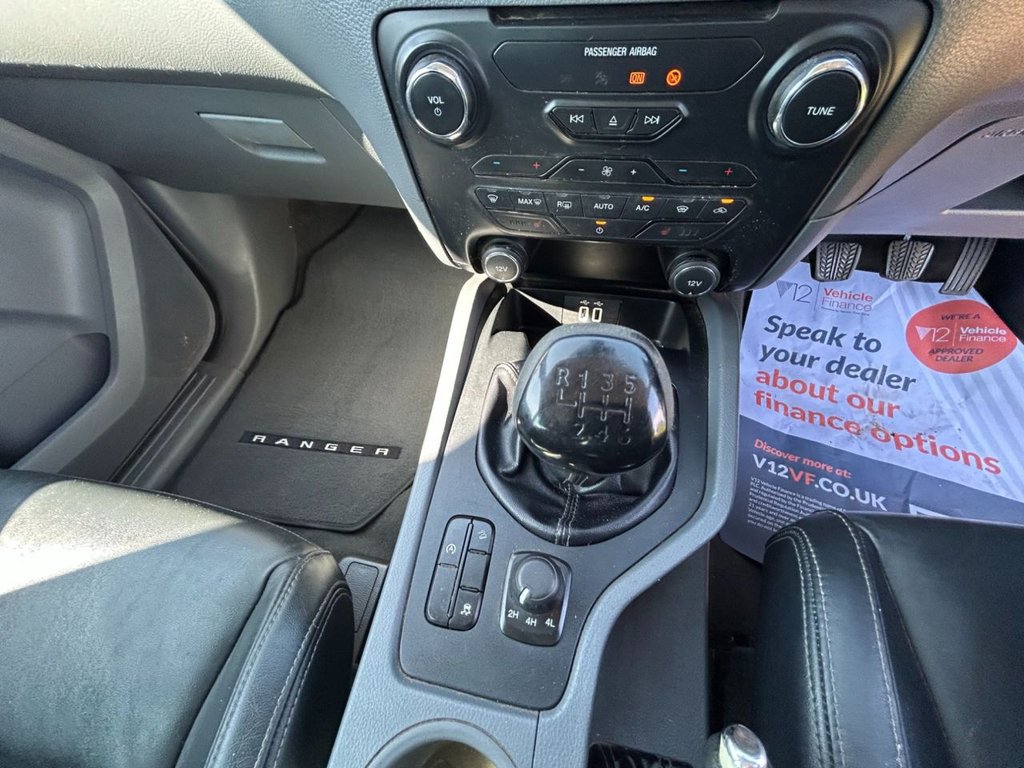 PASSENGER AIRBAG
ON
VOL
TUNE
MAX
R
AUTO
A/C
12V
12V
R 1 3 5
2 4 6
RANGER
2H 4H 4L
V12 Vehicle Finance
WE'RE A
V12 Vehicle Finance
APPROVED DEALER
Speak to
your dealer
about our
finance options
Discover more at:
V12VF.CO.UK